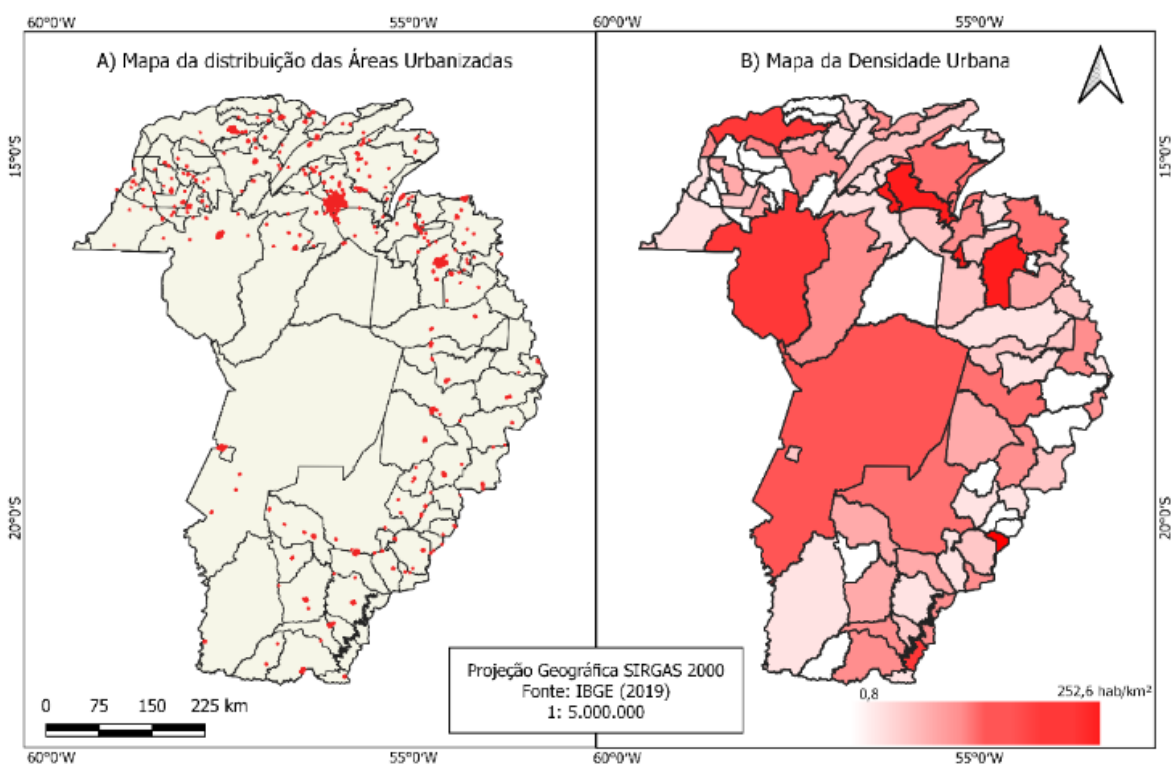 60°0'W 55°0'W 60°0'W 55°0'W
A) Mapa da distribuição das Áreas Urbanizadas
B) Mapa da Densidade Urbana
15°0'S
15°0'S
20°0'S
20°0'S
Projeção Geográfica SIRGAS 2000
Fonte: IBGE (2019)
1: 5.000.000
0 75 150 225 km
0,8 252,6 hab/km²
60°0'W 55°0'W 60°0'W 55°0'W